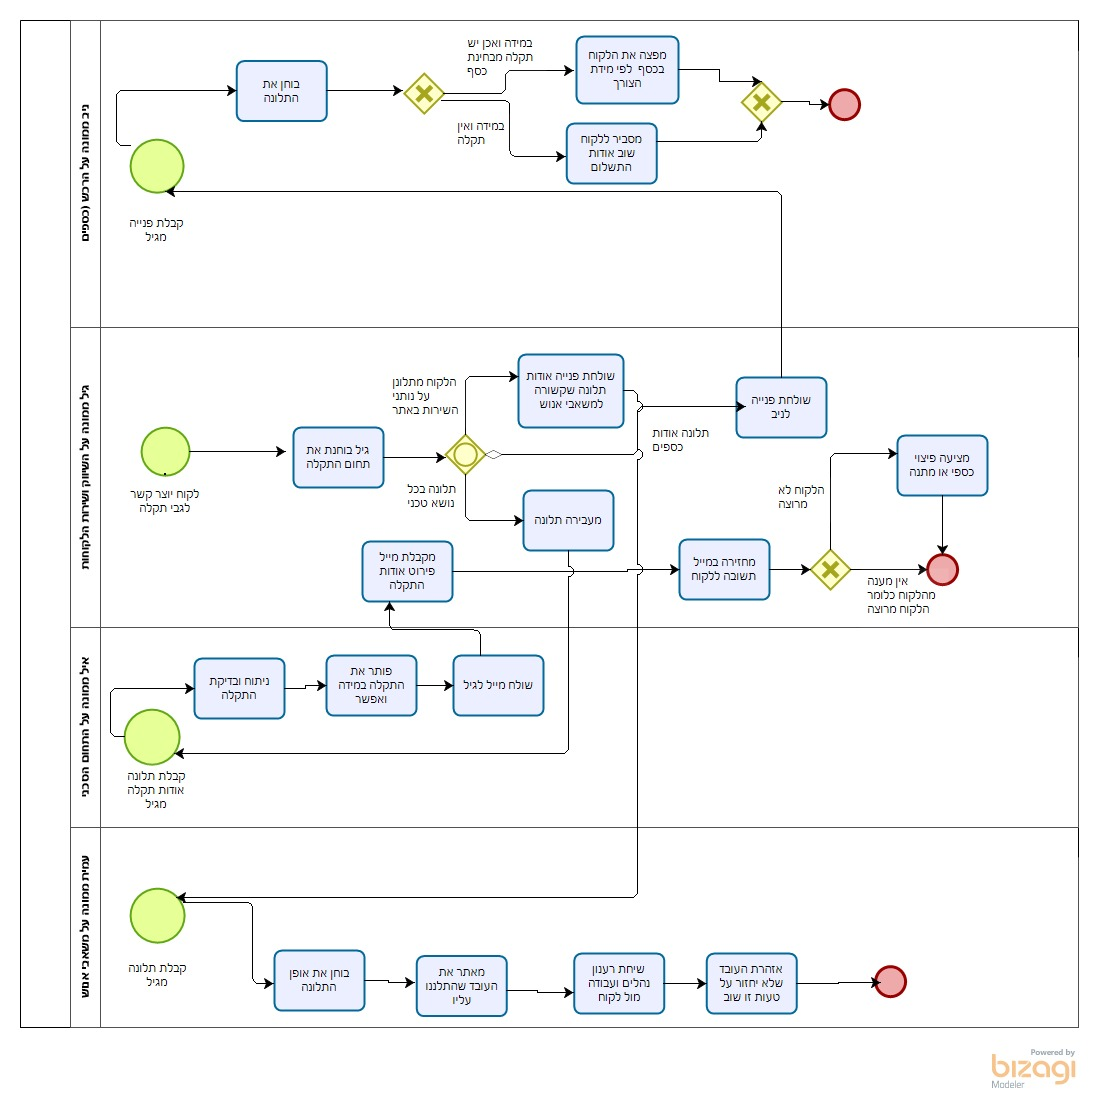 ניב ממונה על הרכש (כספים
במידה ואכן יש
תקלה מבחינת
כסף
מפצה את הלקוח
בכסף לפי מידת
הצורך
בוחן את
התלונה
במידה ואין
תקלה
מסביר ללקוח
שוב אודות
התשלום
קבלת פנייה
מגיל
גיל ממונה על השיווק ושירות הלקוחות
לקוח יוצר קשר
לגבי תקלה
גיל בוחנת את
תחום התקלה
הלקוח מתלונן
על נותני
השירות באתר
שולחת פנייה אודות
תלונה שקשורה
למשאבי אנוש
שולחת פנייה
לניב
תלונה אודות
כספים
תלונה בכל
נושא טכני
מעבירה תלונה
מקבלת מייל
פירוט אודות
התקלה
מחזירה במייל
תשובה ללקוח
הלקוח לא
מרוצה
מציעה פיצוי
כספי או מתנה
אין מענה
מהלקוח כלומר
הלקוח מרוצה
אל ממונה על התחום הטכני
ניתוח ובדיקת
התקלה
פותר את
התקלה במידה
ואפשר
שולח מייל לגיל
קבלת תלונה
אודות תקלה
מגיל
עמית ממונה על משאבי אנוש
קבלת תלונה
מגיל
בוחן את אופן
התלונה
מאתר את
העובד שהתלוננו
עליו
שיחת רענון
נהלים ועבודה
מול לקוח
אזהרת העובד
שלא יחזור על
טעות זו שוב
Powered by
bizagi
Modeler